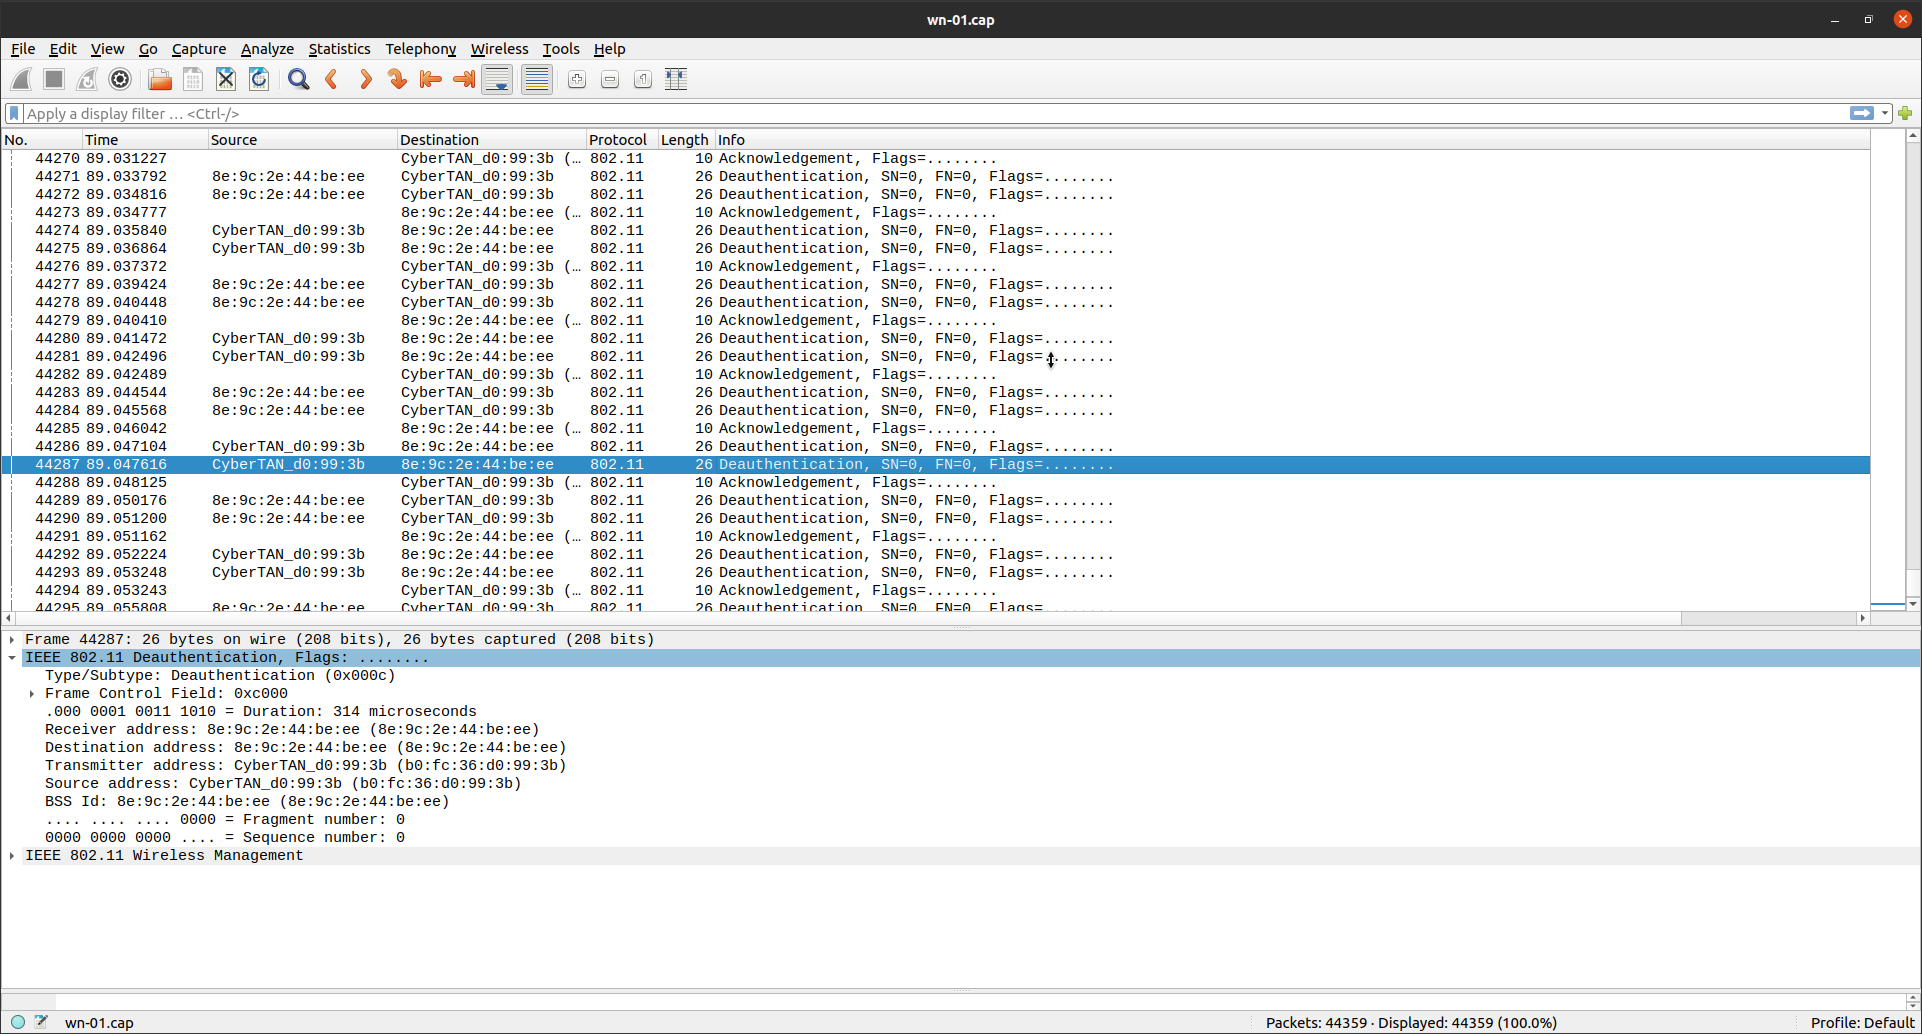 wn-01.cap
File Edit View Go Capture Analyze Statistics Telephony Wireless Tools Help
Apply a display filter … <Ctrl-/>
No. Time Source Destination Protocol Length Info
44270 89.031227 CyberTAN_d0:99:3b (… 802.11 10 Acknowledgement, Flags=........
44271 89.033792 8e:9c:2e:44:be:ee CyberTAN_d0:99:3b 802.11 26 Deauthentication, SN=0, FN=0, Flags=........
44272 89.034816 8e:9c:2e:44:be:ee CyberTAN_d0:99:3b 802.11 26 Deauthentication, SN=0, FN=0, Flags=........
44273 89.034777 8e:9c:2e:44:be:ee (… 802.11 10 Acknowledgement, Flags=........
44274 89.035840 CyberTAN_d0:99:3b 8e:9c:2e:44:be:ee 802.11 26 Deauthentication, SN=0, FN=0, Flags=........
44275 89.036864 CyberTAN_d0:99:3b 8e:9c:2e:44:be:ee 802.11 26 Deauthentication, SN=0, FN=0, Flags=........
44276 89.037372 CyberTAN_d0:99:3b (… 802.11 10 Acknowledgement, Flags=........
44277 89.039424 8e:9c:2e:44:be:ee CyberTAN_d0:99:3b 802.11 26 Deauthentication, SN=0, FN=0, Flags=........
44278 89.040448 8e:9c:2e:44:be:ee CyberTAN_d0:99:3b 802.11 26 Deauthentication, SN=0, FN=0, Flags=........
44279 89.040410 8e:9c:2e:44:be:ee (… 802.11 10 Acknowledgement, Flags=........
44280 89.041472 CyberTAN_d0:99:3b 8e:9c:2e:44:be:ee 802.11 26 Deauthentication, SN=0, FN=0, Flags=........
44281 89.042496 CyberTAN_d0:99:3b 8e:9c:2e:44:be:ee 802.11 26 Deauthentication, SN=0, FN=0, Flags=........
44282 89.042489 CyberTAN_d0:99:3b (… 802.11 10 Acknowledgement, Flags=........
44283 89.044544 8e:9c:2e:44:be:ee CyberTAN_d0:99:3b 802.11 26 Deauthentication, SN=0, FN=0, Flags=........
44284 89.045568 8e:9c:2e:44:be:ee CyberTAN_d0:99:3b 802.11 26 Deauthentication, SN=0, FN=0, Flags=........
44285 89.046042 8e:9c:2e:44:be:ee (… 802.11 10 Acknowledgement, Flags=........
44286 89.047104 CyberTAN_d0:99:3b 8e:9c:2e:44:be:ee 802.11 26 Deauthentication, SN=0, FN=0, Flags=........
44287 89.047616 CyberTAN_d0:99:3b 8e:9c:2e:44:be:ee 802.11 26 Deauthentication, SN=0, FN=0, Flags=........
44288 89.048125 CyberTAN_d0:99:3b (… 802.11 10 Acknowledgement, Flags=........
44289 89.050176 8e:9c:2e:44:be:ee CyberTAN_d0:99:3b 802.11 26 Deauthentication, SN=0, FN=0, Flags=........
44290 89.051200 8e:9c:2e:44:be:ee CyberTAN_d0:99:3b 802.11 26 Deauthentication, SN=0, FN=0, Flags=........
44291 89.051162 8e:9c:2e:44:be:ee (… 802.11 10 Acknowledgement, Flags=........
44292 89.052224 CyberTAN_d0:99:3b 8e:9c:2e:44:be:ee 802.11 26 Deauthentication, SN=0, FN=0, Flags=........
44293 89.053248 CyberTAN_d0:99:3b 8e:9c:2e:44:be:ee 802.11 26 Deauthentication, SN=0, FN=0, Flags=........
44294 89.053243 CyberTAN_d0:99:3b (… 802.11 10 Acknowledgement, Flags=........
44295 89.055808 8e:9c:2e:44:be:ee CyberTAN_d0:99:3b 802.11 26 Deauthentication, SN=0, FN=0, Flags=........
Frame 44287: 26 bytes on wire (208 bits), 26 bytes captured (208 bits)
IEEE 802.11 Deauthentication, Flags: ........
Type/Subtype: Deauthentication (0x000c)
Frame Control Field: 0xc000
.000 0001 0011 1010 = Duration: 314 microseconds
Receiver address: 8e:9c:2e:44:be:ee (8e:9c:2e:44:be:ee)
Destination address: 8e:9c:2e:44:be:ee (8e:9c:2e:44:be:ee)
Transmitter address: CyberTAN_d0:99:3b (b0:fc:36:d0:99:3b)
Source address: CyberTAN_d0:99:3b (b0:fc:36:d0:99:3b)
BSS Id: 8e:9c:2e:44:be:ee (8e:9c:2e:44:be:ee)
.... .... .... 0000 = Fragment number: 0
0000 0000 0000 .... = Sequence number: 0
IEEE 802.11 Wireless Management
wn-01.cap Packets: 44359 · Displayed: 44359 (100.0%) Profile: Default